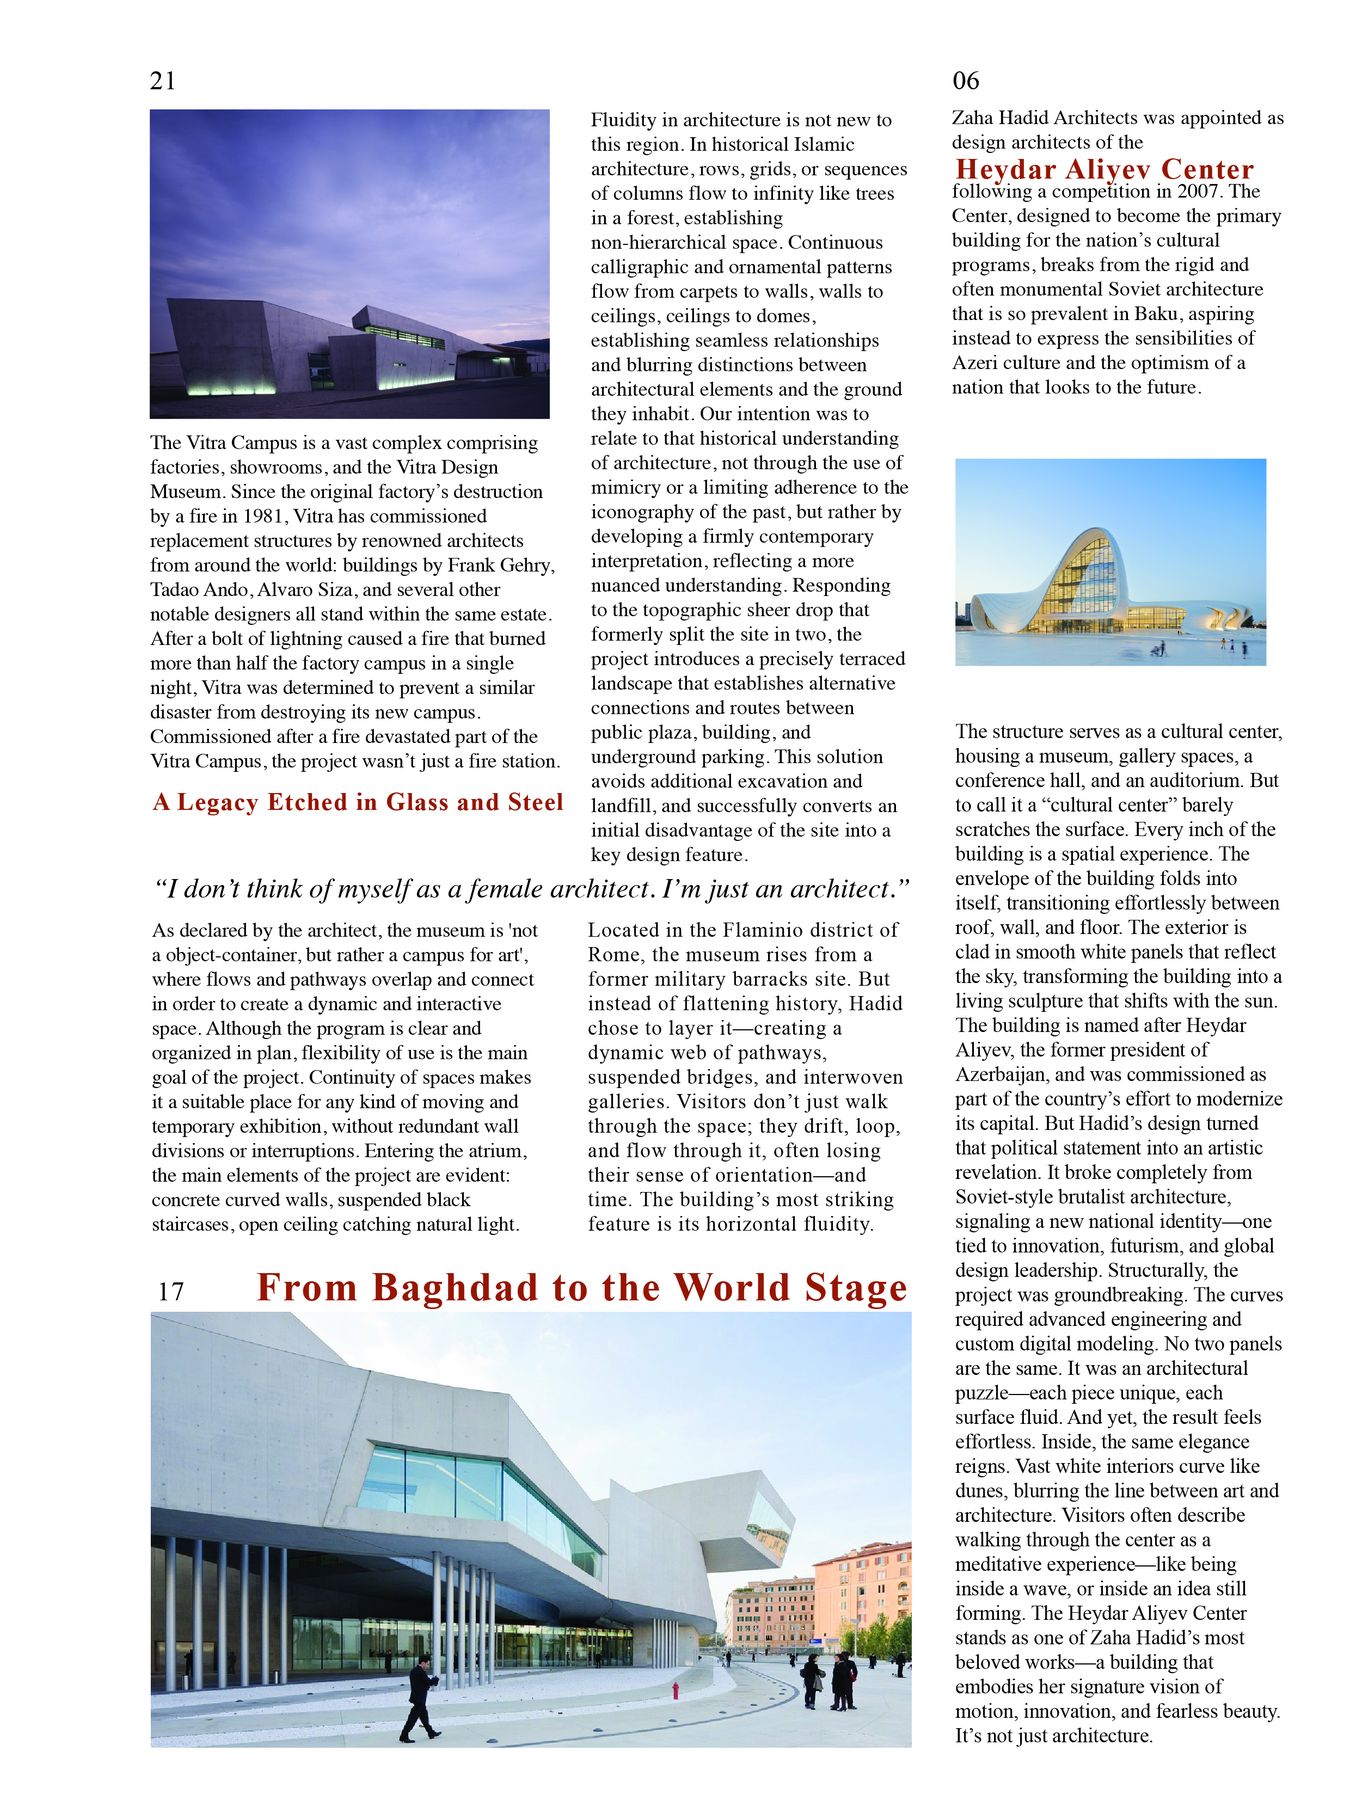 21
The Vitra Campus is a vast complex comprising
factories, showrooms, and the Vitra Design
Museum. Since the original factory’s destruction
by a fire in 1981, Vitra has commissioned
replacement structures by renowned architects
from around the world: buildings by Frank Gehry,
Tadao Ando, Alvaro Siza, and several other
notable designers all stand within the same estate.
After a bolt of lightning caused a fire that burned
more than half the factory campus in a single
night, Vitra was determined to prevent a similar
disaster from destroying its new campus.
Commissioned after a fire devastated part of the
Vitra Campus, the project wasn’t just a fire station.
A Legacy Etched in Glass and Steel
Fluidity in architecture is not new to
this region. In historical Islamic
architecture, rows, grids, or sequences
of columns flow to infinity like trees
in a forest, establishing
non-hierarchical space. Continuous
calligraphic and ornamental patterns
flow from carpets to walls, walls to
ceilings, ceilings to domes,
establishing seamless relationships
and blurring distinctions between
architectural elements and the ground
they inhabit. Our intention was to
relate to that historical understanding
of architecture, not through the use of
mimicry or a limiting adherence to the
iconography of the past, but rather by
developing a firmly contemporary
interpretation, reflecting a more
nuanced understanding. Responding
to the topographic sheer drop that
formerly split the site in two, the
project introduces a precisely terraced
landscape that establishes alternative
connections and routes between
public plaza, building, and
underground parking. This solution
avoids additional excavation and
landfill, and successfully converts an
initial disadvantage of the site into a
key design feature.
“I don’t think of myself as a female architect. I’m just an architect.”
As declared by the architect, the museum is 'not
a object-container, but rather a campus for art',
where flows and pathways overlap and connect
in order to create a dynamic and interactive
space. Although the program is clear and
organized in plan, flexibility of use is the main
goal of the project. Continuity of spaces makes
it a suitable place for any kind of moving and
temporary exhibition, without redundant wall
divisions or interruptions. Entering the atrium,
the main elements of the project are evident:
concrete curved walls, suspended black
staircases, open ceiling catching natural light.
Located in the Flaminio district of
Rome, the museum rises from a
former military barracks site. But
instead of flattening history, Hadid
chose to layer it—creating a
dynamic web of pathways,
suspended bridges, and interwoven
galleries. Visitors don’t just walk
through the space; they drift, loop,
and flow through it, often losing
their sense of orientation—and
time. The building’s most striking
feature is its horizontal fluidity.
17
From Baghdad to the World Stage
06
Zaha Hadid Architects was appointed as
design architects of the
Heydar Aliyev Center
following a competition in 2007. The
Center, designed to become the primary
building for the nation’s cultural
programs, breaks from the rigid and
often monumental Soviet architecture
that is so prevalent in Baku, aspiring
instead to express the sensibilities of
Azeri culture and the optimism of a
nation that looks to the future.
The structure serves as a cultural center,
housing a museum, gallery spaces, a
conference hall, and an auditorium. But
to call it a “cultural center” barely
scratches the surface. Every inch of the
building is a spatial experience. The
envelope of the building folds into
itself, transitioning effortlessly between
roof, wall, and floor. The exterior is
clad in smooth white panels that reflect
the sky, transforming the building into a
living sculpture that shifts with the sun.
The building is named after Heydar
Aliyev, the former president of
Azerbaijan, and was commissioned as
part of the country’s effort to modernize
its capital. But Hadid’s design turned
that political statement into an artistic
revelation. It broke completely from
Soviet-style brutalist architecture,
signaling a new national identity—one
tied to innovation, futurism, and global
design leadership. Structurally, the
project was groundbreaking. The curves
required advanced engineering and
custom digital modeling. No two panels
are the same. It was an architectural
puzzle—each piece unique, each
surface fluid. And yet, the result feels
effortless. Inside, the same elegance
reigns. Vast white interiors curve like
dunes, blurring the line between art and
architecture. Visitors often describe
walking through the center as a
meditative experience—like being
inside a wave, or inside an idea still
forming. The Heydar Aliyev Center
stands as one of Zaha Hadid’s most
beloved works—a building that
embodies her signature vision of
motion, innovation, and fearless beauty.
It’s not just architecture.